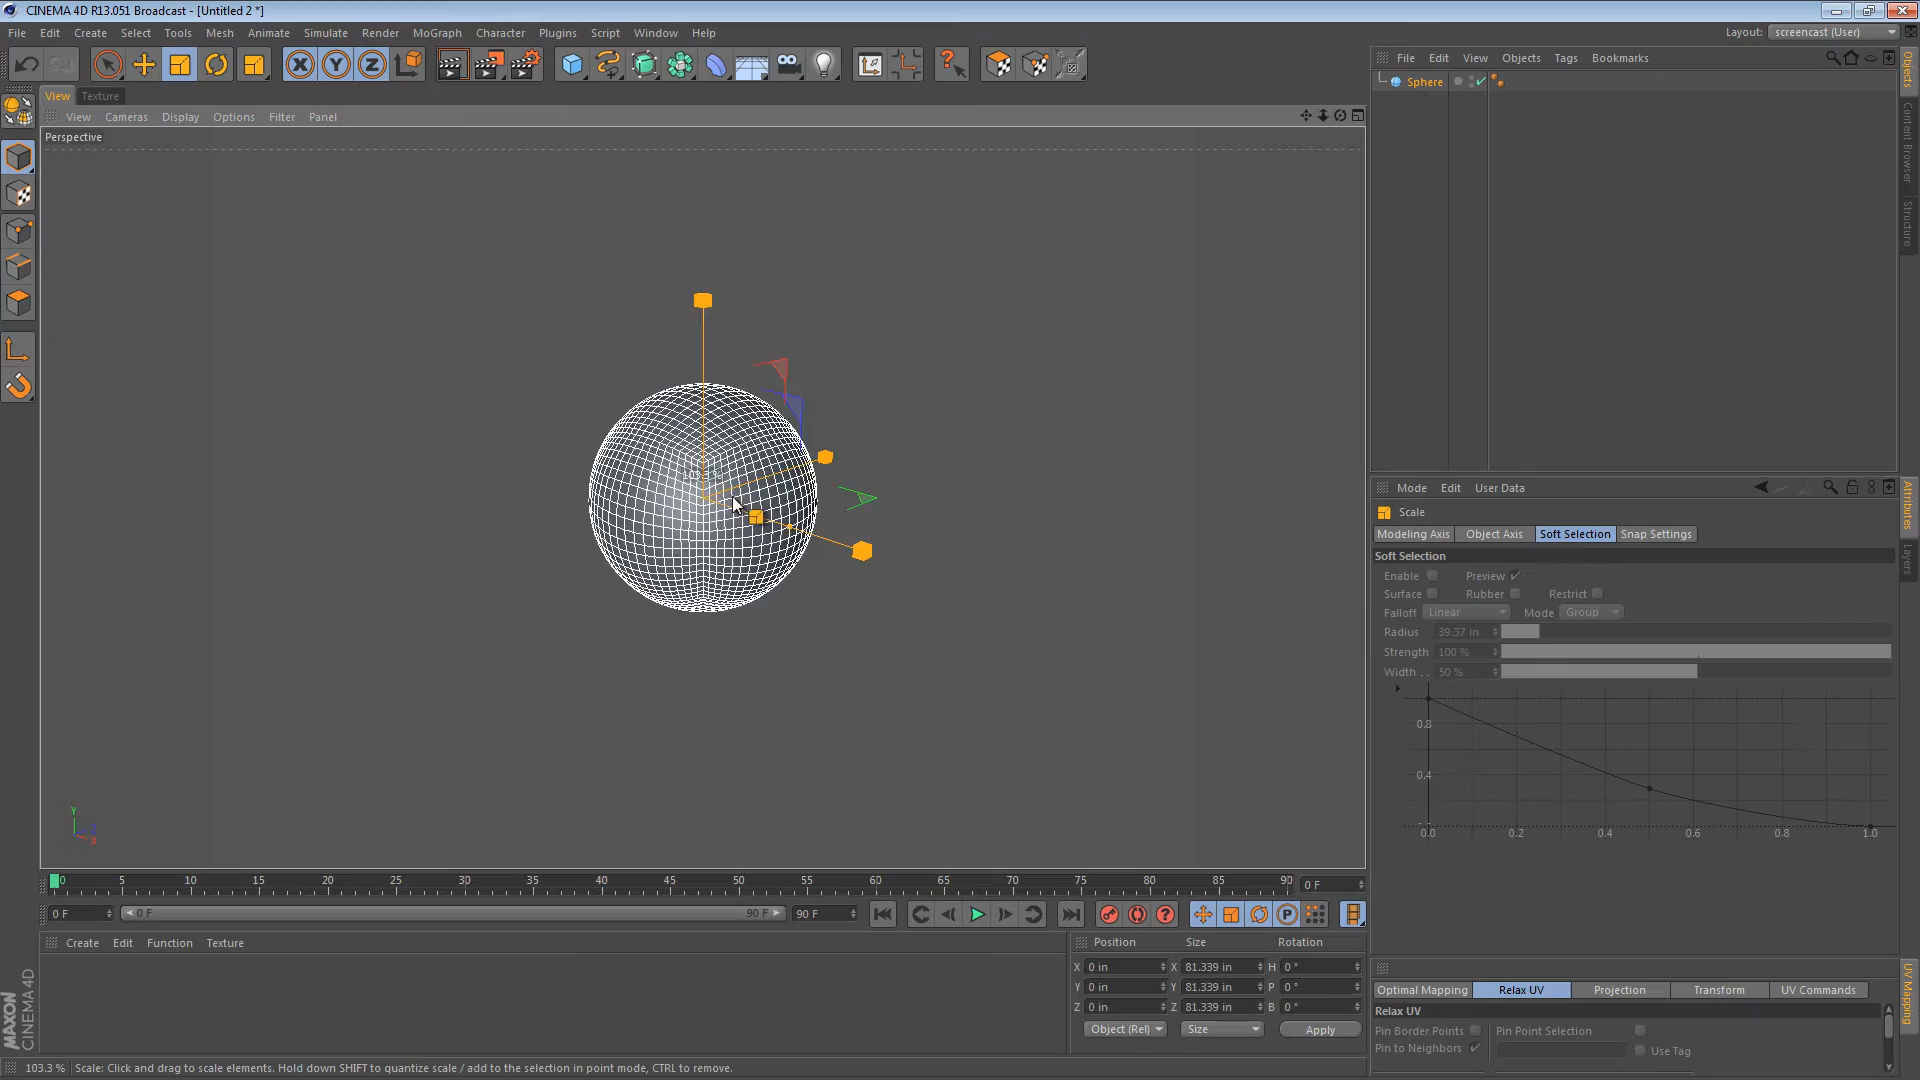 CINEMA 4D R13.051 Broadcast - [Untitled 2 *]
File Edit Create Select Tools Mesh Animate Simulate Render MoGraph Character Plugins Script Window Help
Layout: screencast (User)
View Texture
View Cameras Display Options Filter Panel
Perspective
103.3 %
Y
X
X Y Z
File Edit View Objects Tags Bookmarks
Sphere
Objects
Content Browser
Structure
Mode Edit User Data
Scale
Modeling Axis Object Axis Soft Selection Snap Settings
Soft Selection
Enable Preview
Surface Rubber Restrict
Falloff Linear Mode Group
Radius 39.37 in
Strength 100 %
Width . . 50 %
0.8
0.4
0.0 0.2 0.4 0.6 0.8 1.0
Attributes
Layers
0 5 10 15 20 25 30 35 40 45 50 55 60 65 70 75 80 85 90 0 F
0 F 0 F 90 F 90 F
P
Create Edit Function Texture
Position Size Rotation
X 0 in X 81.339 in H 0 °
Y 0 in Y 81.339 in P 0 °
Z 0 in Z 81.339 in B 0 °
Object (Rel) Size Apply
Optimal Mapping Relax UV Projection Transform UV Commands
Relax UV
Pin Border Points Pin Point Selection
Pin to Neighbors Use Tag
UV Mapping
MAXON
CINEMA 4D
103.3 % Scale: Click and drag to scale elements. Hold down SHIFT to quantize scale / add to the selection in point mode, CTRL to remove.